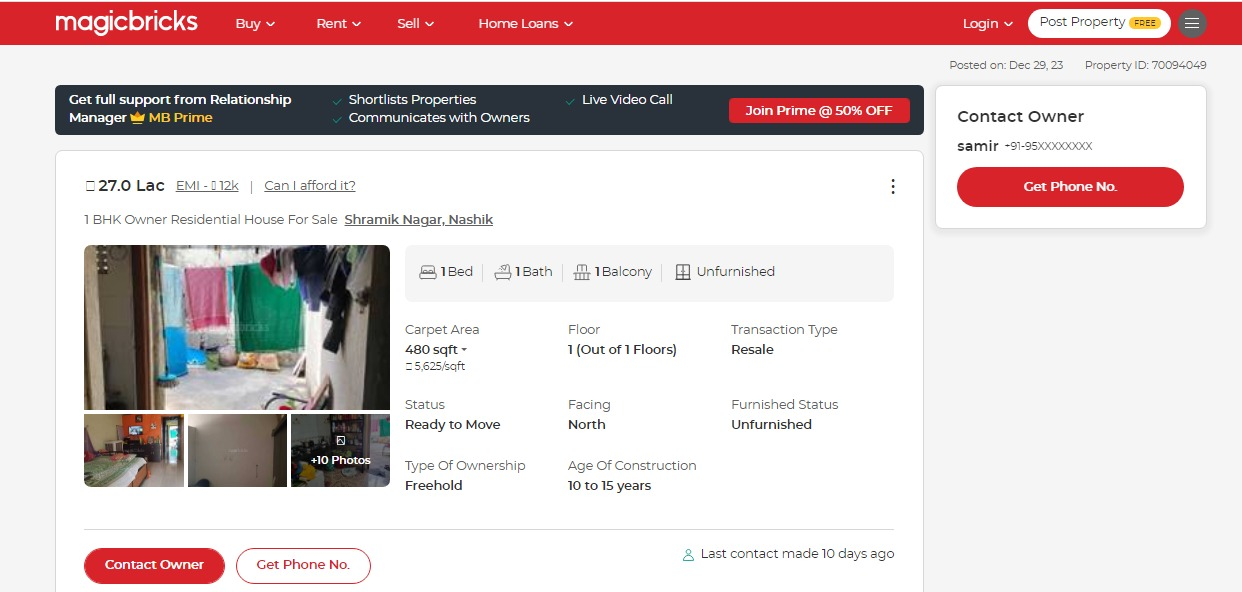 magicbricks Buy Rent Sell Home Loans Login Post Property FREE
Posted on: Dec 29, 23 Property ID: 70094049
Get full support from Relationship
Manager MB Prime
Shortlists Properties
Communicates with Owners
Live Video Call
Join Prime @ 50% OFF
Contact Owner
samir +91-95XXXXXXXX
Get Phone No.
27.0 Lac EMI - 12k | Can I afford it?
1 BHK Owner Residential House For Sale Shramik Nagar, Nashik
1 Bed 1 Bath 1 Balcony Unfurnished
Carpet Area
480 sqft
5,625/sqft
Floor
1 (Out of 1 Floors)
Transaction Type
Resale
Status
Ready to Move
Facing
North
Furnished Status
Unfurnished
Type Of Ownership
Freehold
Age Of Construction
10 to 15 years
+10 Photos
Contact Owner
Get Phone No.
Last contact made 10 days ago